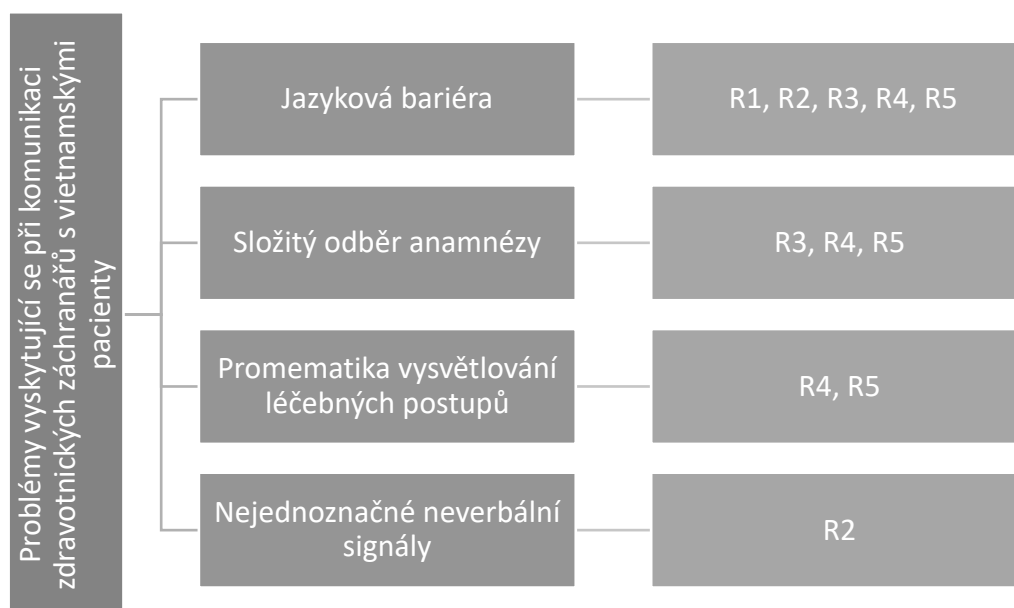 Problémy vyskytující se při komunikaci
zdravotnických záchranářů s vietnamskými
pacienty
Jazyková bariéra
R1, R2, R3, R4, R5
Složitý odběr anamnézy
R3, R4, R5
Promematika vysvětlování
léčebných postupů
R4, R5
Nejednoznačné neverbální
signály
R2